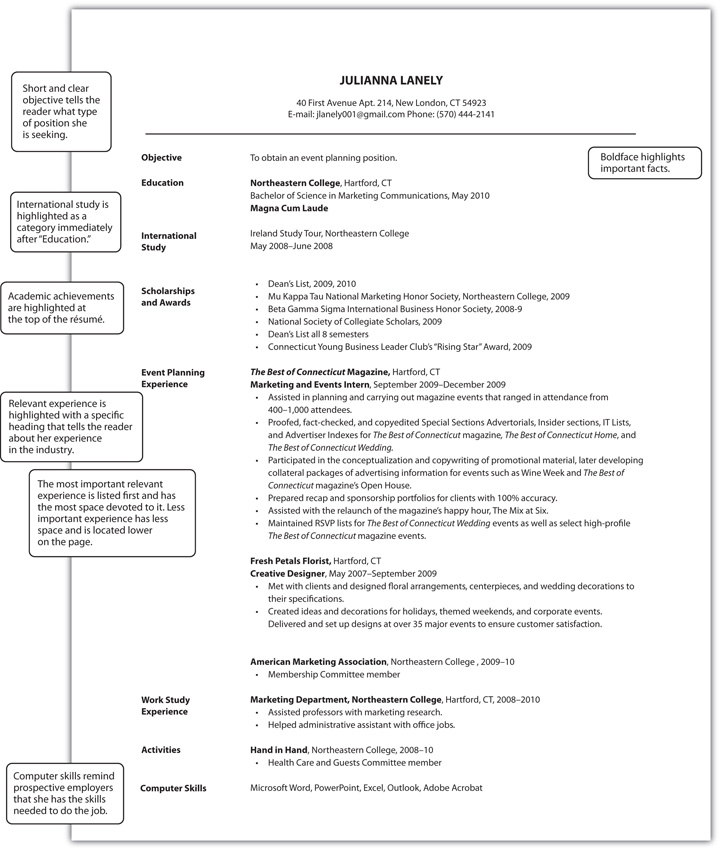 JULIANNA LANELY
40 First Avenue Apt. 214, New London, CT 54923
E-mail: jlanely001@gmail.com Phone: (570) 444-2141
Short and clear
objective tells the
reader what type
of position she
is seeking.
Objective
To obtain an event planning position.
Boldface highlights
important facts.
Education
Northeastern College, Hartford, CT
Bachelor of Science in Marketing Communications, May 2010
Magna Cum Laude
International study is
highlighted as a
category immediately
after “Education.”
International
Study
Ireland Study Tour, Northeastern College
May 2008–June 2008
Academic achievements
are highlighted at
the top of the résumé.
Scholarships
and Awards
• Dean’s List, 2009, 2010
• Mu Kappa Tau National Marketing Honor Society, Northeastern College, 2009
• Beta Gamma Sigma International Business Honor Society, 2008-9
• National Society of Collegiate Scholars, 2009
• Dean’s List all 8 semesters
• Connecticut Young Business Leader Club’s “Rising Star” Award, 2009
Relevant experience is
highlighted with a specific
heading that tells the reader
about her experience
in the industry.
The most important relevant
experience is listed first and has
the most space devoted to it. Less
important experience has less
space and is located lower
on the page.
Event Planning
Experience
The Best of Connecticut Magazine, Hartford, CT
Marketing and Events Intern, September 2009–December 2009
• Assisted in planning and carrying out magazine events that ranged in attendance from
400–1,000 attendees.
• Proofed, fact-checked, and copyedited Special Sections Advertorials, Insider sections, IT Lists,
and Advertiser Indexes for The Best of Connecticut magazine, The Best of Connecticut Home, and
The Best of Connecticut Wedding.
• Participated in the conceptualization and copywriting of promotional material, later developing
collateral packages of advertising information for events such as Wine Week and The Best of
Connecticut magazine’s Open House.
• Prepared recap and sponsorship portfolios for clients with 100% accuracy.
• Assisted with the relaunch of the magazine’s happy hour, The Mix at Six.
• Maintained RSVP lists for The Best of Connecticut Wedding events as well as select high-profile
The Best of Connecticut magazine events.
Fresh Petals Florist, Hartford, CT
Creative Designer, May 2007–September 2009
• Met with clients and designed floral arrangements, centerpieces, and wedding decorations to
their specifications.
• Created ideas and decorations for holidays, themed weekends, and corporate events.
Delivered and set up designs at over 35 major events to ensure customer satisfaction.
American Marketing Association, Northeastern College , 2009–10
• Membership Committee member
Work Study
Experience
Marketing Department, Northeastern College, Hartford, CT, 2008–2010
• Assisted professors with marketing research.
• Helped administrative assistant with office jobs.
Activities
Hand in Hand, Northeastern College, 2008–10
• Health Care and Guests Committee member
Computer skills remind
prospective employers
that she has the skills
needed to do the job.
Computer Skills
Microsoft Word, PowerPoint, Excel, Outlook, Adobe Acrobat